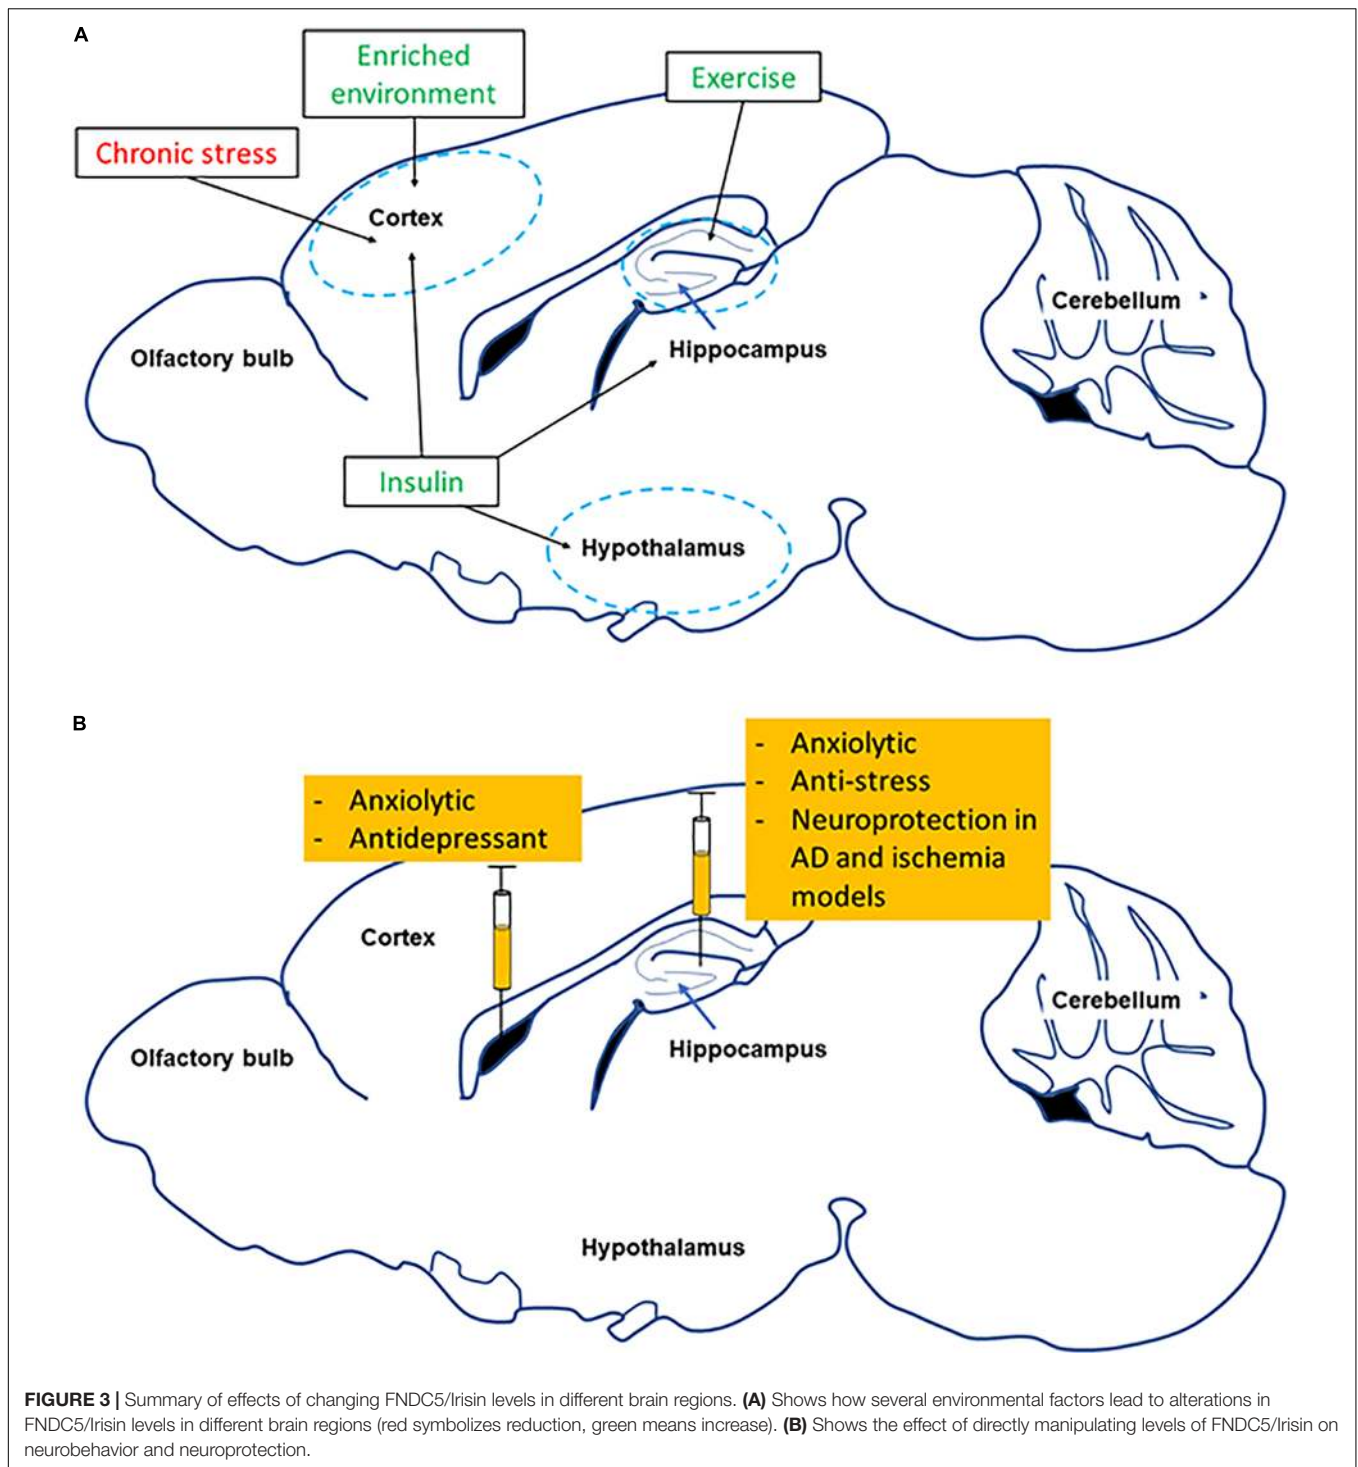 A
Enriched
environment
Exercise
Chronic stress
Cortex
Cerebellum
Olfactory bulb
Hippocampus
Insulin
Hypothalamus
B
- Anxiolytic
- Antidepressant
- Anxiolytic
- Anti-stress
- Neuroprotection in
AD and ischemia
models
Cortex
Cerebellum
Olfactory bulb
Hippocampus
Hypothalamus
FIGURE 3 | Summary of effects of changing FNDC5/Irisin levels in different brain regions. (A) Shows how several environmental factors lead to alterations in
FNDC5/Irisin levels in different brain regions (red symbolizes reduction, green means increase). (B) Shows the effect of directly manipulating levels of FNDC5/Irisin on
neurobehavior and neuroprotection.